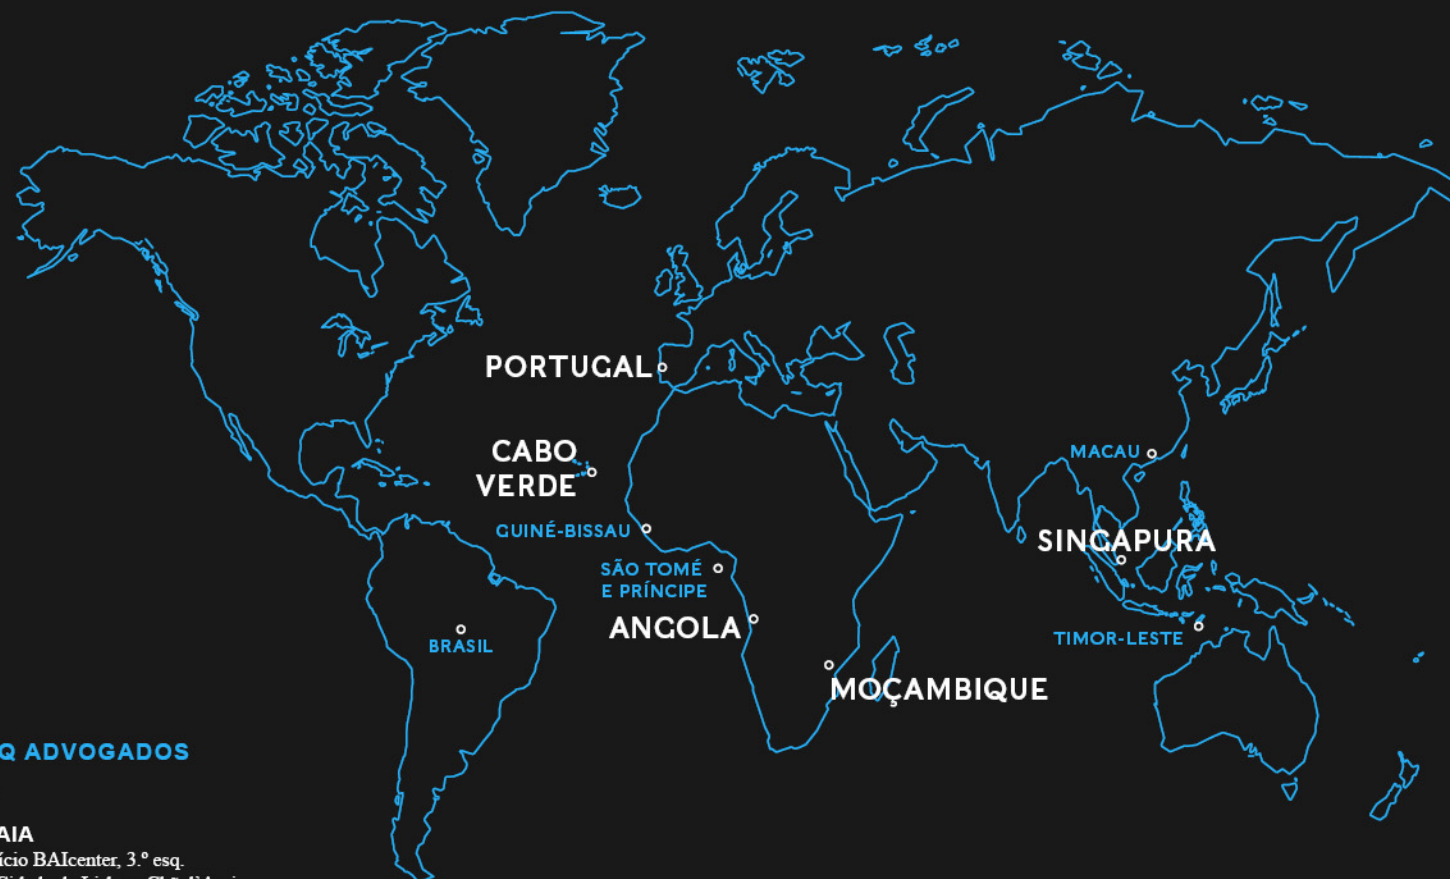 PORTUGAL
CABO
VERDE
MACAU
GUINÉ-BISSAU
SINGAPURA
SÃO TOMÉ
E PRÍNCIPE
ANGOLA
BRASIL
TIMOR-LESTE
MOÇAMBIQUE
Q ADVOGADOS
AIA
ício BAIcenter, 3.º esq.